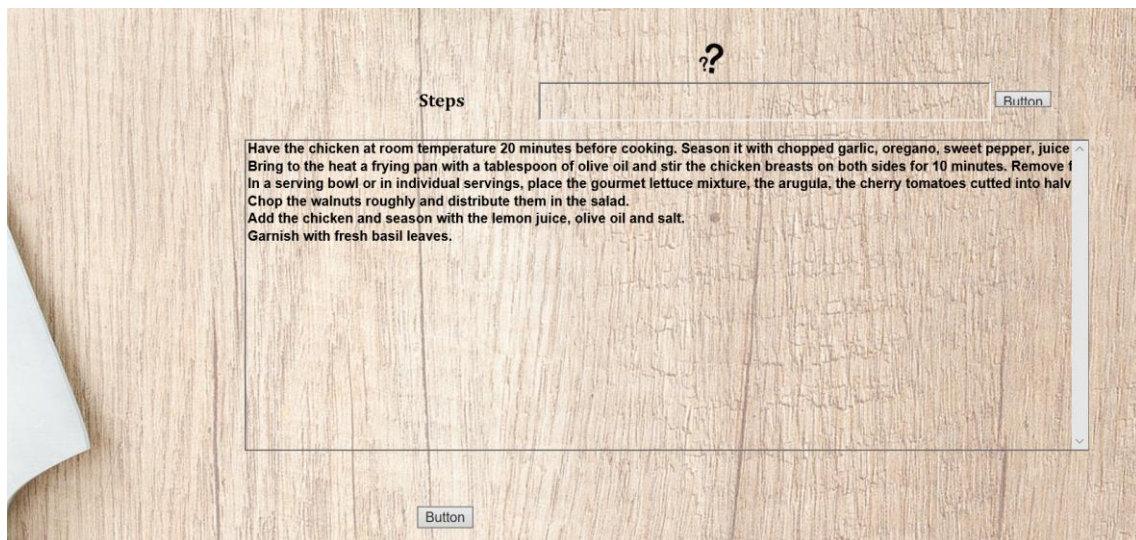 ??
Steps
Button
Have the chicken at room temperature 20 minutes before cooking. Season it with chopped garlic, oregano, sweet pepper, juice
Bring to the heat a frying pan with a tablespoon of olive oil and stir the chicken breasts on both sides for 10 minutes. Remove
In a serving bowl or in individual servings, place the gourmet lettuce mixture, the arugula, the cherry tomatoes cutted into
Chop the walnuts roughly and distribute them in the salad.
Add the chicken and season with the lemon juice, olive oil and salt.
Garnish with fresh basil leaves.
Button